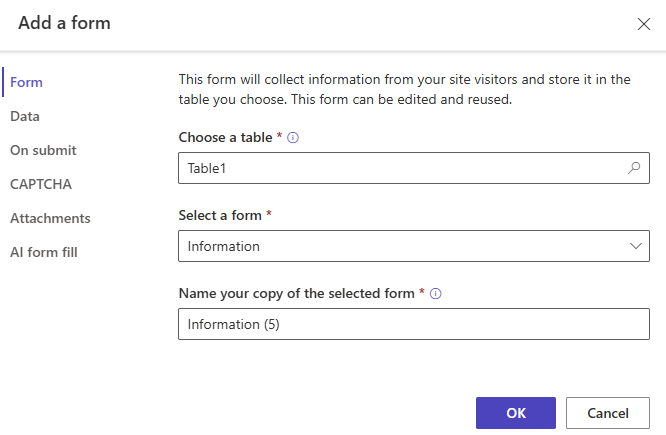 Add a form
Form
Data
On submit
CAPTCHA
Attachments
AI form fill
This form will collect information from your site visitors and store it in the
table you choose. This form can be edited and reused.
Choose a table *
Table1
Select a form *
Information
Name your copy of the selected form *
Information (5)
OK
Cancel